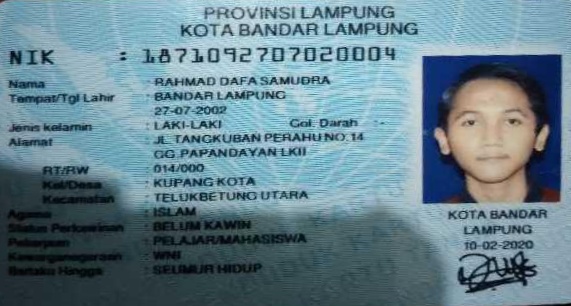 PROVINSI LAMPUNG
KOTA BANDAR LAMPUNG
NIK : 1871092707020004
Nama : RAHMAD DAFA SAMUDRA
Tempat/Tgl Lahir : BANDAR LAMPUNG
27-07-2002
Jenis kelamin : LAKI-LAKI Gol. Darah :-
Alamat : JL. TANGKUBAN PERAHU NO.14
GG.PAPANDAYAN LKII
RT/RW : 014/000
Kel/Desa : KUPANG KOTA
Kecamatan : TELUKBETUNG UTARA
Agama : ISLAM
Status Perkawinan : BELUM KAWIN
Pekerjaan : PELAJAR/MAHASISWA
Kewarganegaraan : WNI
Berlaku Hingga : SEUMUR HIDUP
KOTA BANDAR
LAMPUNG
10-02-2020